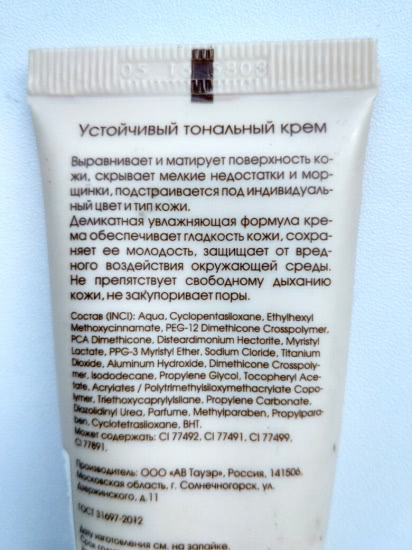 Устойчивый тональный крем
Выравнивает и матирует поверхность ко-
жи, скрывает мелкие недостатки и мор-
щинки, подстраивается под индивидуаль-
ный цвет и тип кожи.
Деликатная увлажняющая формула кре-
ма обеспечивает гладкость кожи, сохра-
няет ее молодость, защищает от вред-
ного воздействия окружающей среды.
Не препятствует свободному дыханию
кожи, не закупоривает поры.
Состав (INCI): Aqua, Cyclopentasiloxane, Ethylhexyl
Methoxycinnamate, PEG-12 Dimethicone Crosspolymer,
PCA Dimethicone, Disteardimonium Hectorite, Myristyl
Lactate, PPG-3 Myristyl Ether, Sodium Cloride, Titanium
Dioxide, Aluminum Hydroxide, Dimethicone Crosspoly-
mer, Isododecane, Propylene Glycol, Tocopheryl Ace-
tate, Acrylates / Polytrimethylsiloxymethacrylate Copo-
lymer, Triethoxycaprylylsilane, Propylene Carbonate,
Diazolidinyl Urea, Parfume, Methylparaben, Propylpara-
ben, Cyclotetrasiloxane, BHT.
Может содержать: CI 77492, CI 77491, CI 77499,
CI 77891.
Производитель: ООО «АВ Тауэр», Россия, 141506,
Московская область, г. Солнечногорск, ул.
Дзержинского, д.11
ГОСТ 31697-2012
Дату изготовления см. на запайке.
Срок